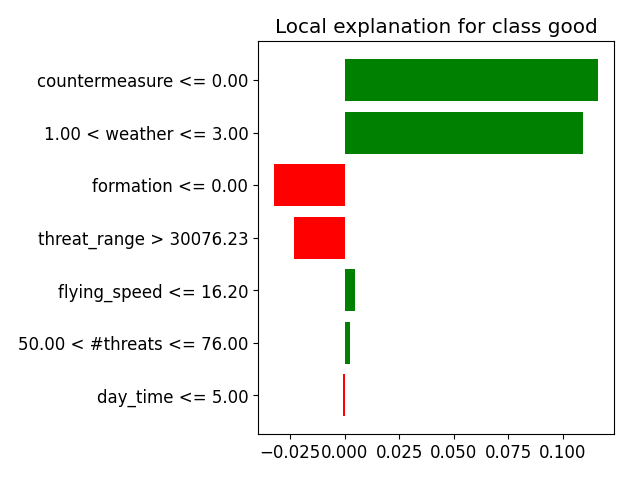 Local explanation for class good
countermeasure <= 0.00
1.00 < weather <= 3.00
formation <= 0.00
threat_range > 30076.23
flying_speed <= 16.20
50.00 < #threats <= 76.00
day_time <= 5.00
−0.025 0.000 0.025 0.050 0.075 0.100